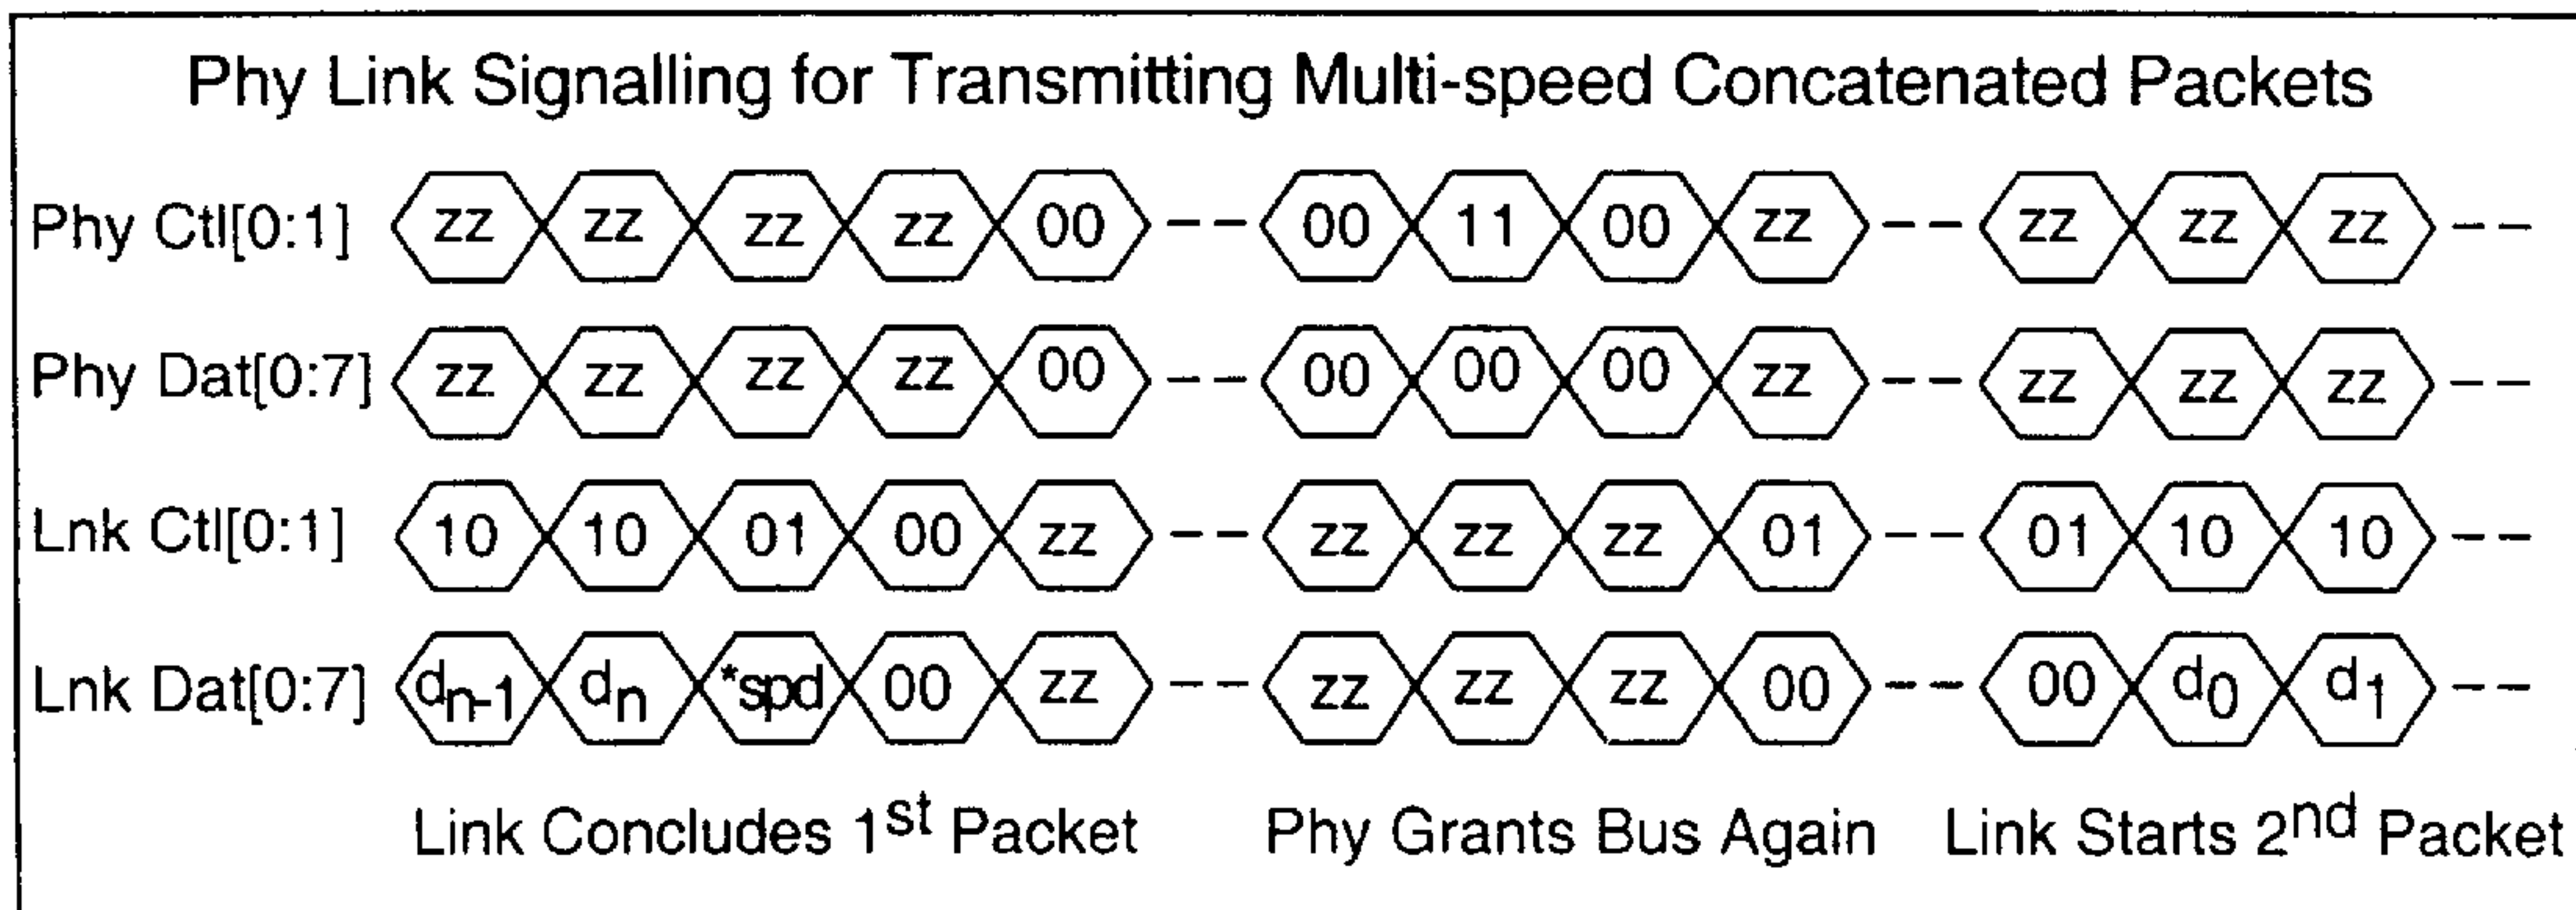 Phy Link Signalling for Transmitting Multi-speed Concatenated Packets
Phy Ctl[0:1] zz zz zz zz 00 -- 00 11 00 zz -- zz zz zz --
Phy Dat[0:7] zz zz zz zz 00 -- 00 00 00 zz -- zz zz zz --
Lnk Ctl[0:1] 10 10 01 00 zz -- zz zz zz 01 -- 01 10 10 --
Lnk Dat[0:7] dn-1 dn *spd 00 zz -- zz zz zz 00 -- 00 d0 d1 --
Link Concludes 1st Packet Phy Grants Bus Again Link Starts 2nd Packet